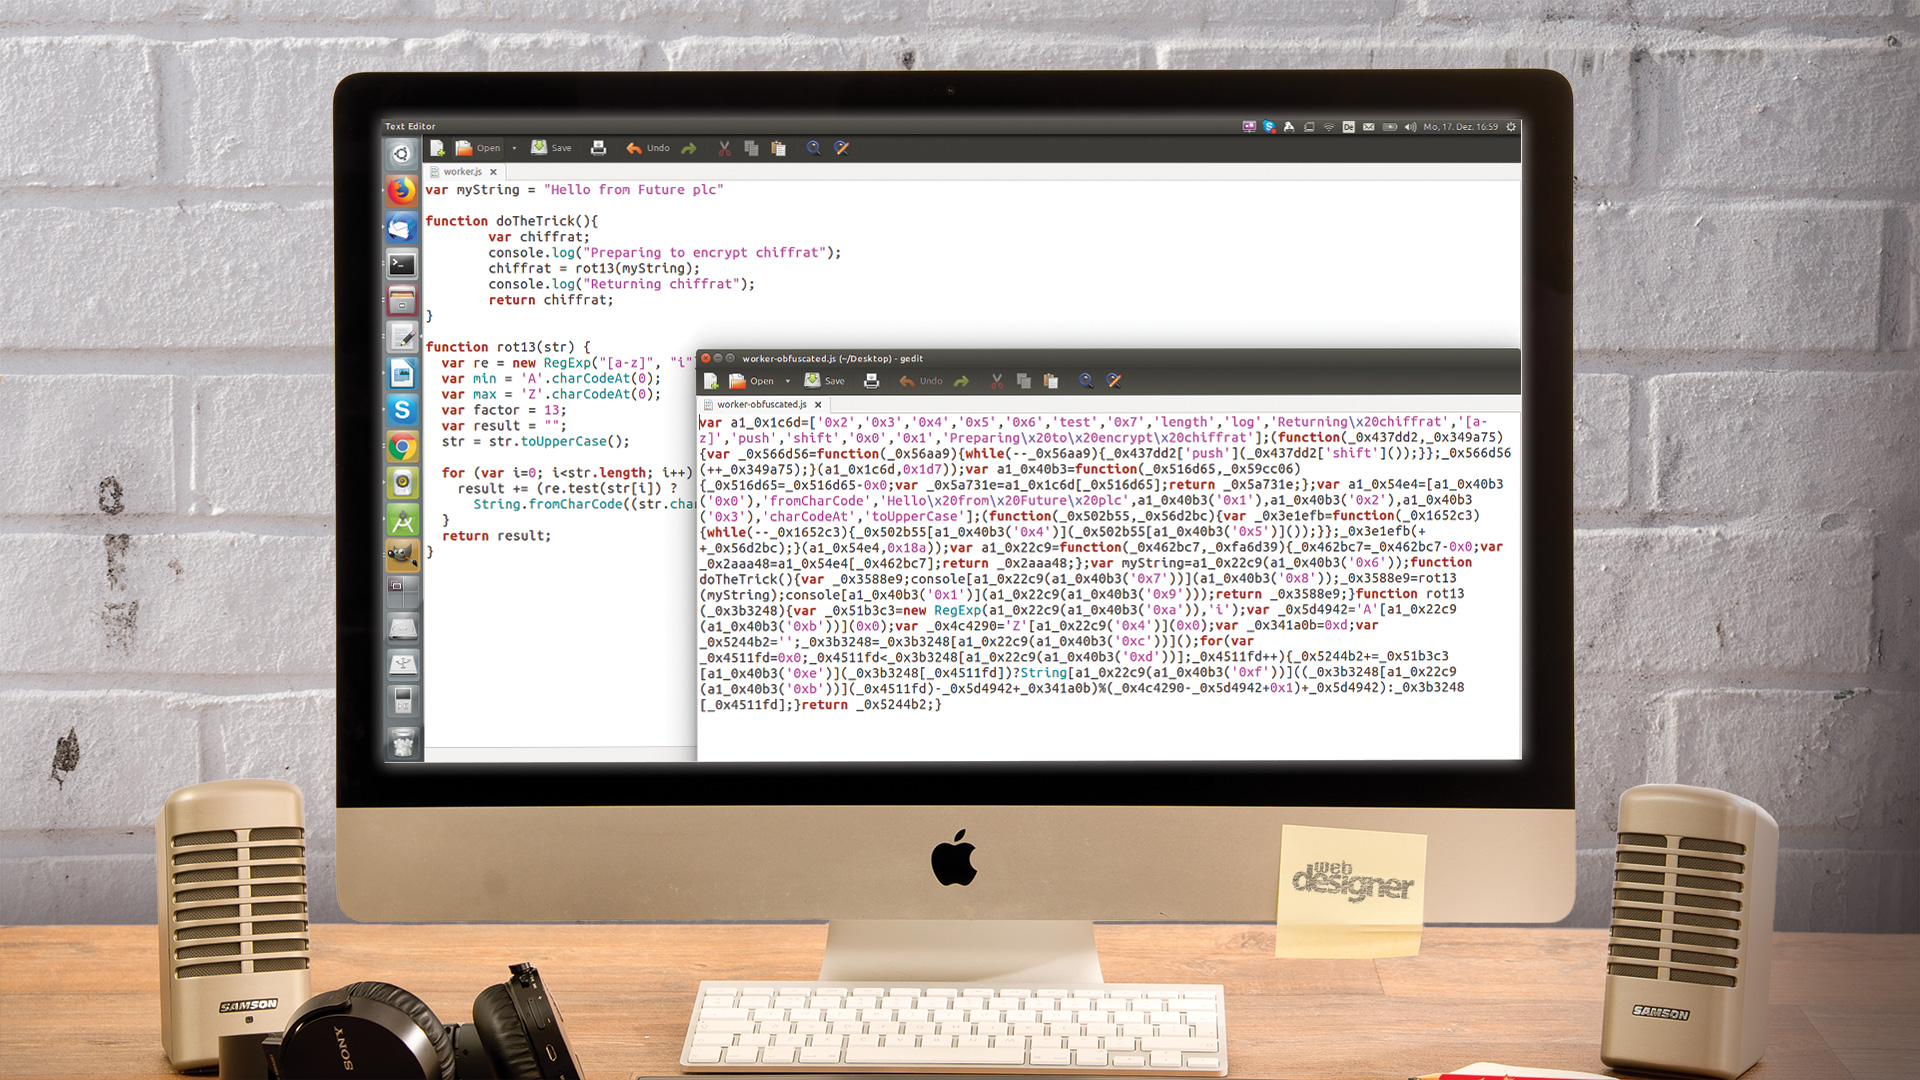 Text Editor
De
Mo, 17. Dez. 16:59
Open
Save
Undo
worker.js
var myString = "Hello from Future plc"
function doTheTrick(){
var chiffrat;
console.log("Preparing to encrypt chiffrat");
chiffrat = rot13(myString);
console.log("Returning chiffrat");
return chiffrat;
}
function rot13(str) {
var re = new RegExp("[a-z]", "i"
var min = 'A'.charCodeAt(0);
var max = 'Z'.charCodeAt(0);
var factor = 13;
var result = "";
str = str.toUpperCase();
for (var i=0; i<str.length; i++)
result += (re.test(str[i]) ?
String.fromCharCode((str.cha
}
return result;
}
worker-obfuscated.js (~/Desktop) - gedit
Open
Save
Undo
worker-obfuscated.js
var a1_0x1c6d=['0x2','0x3','0x4','0x5','0x6','test','0x7','length','log','Returning\x20chiffrat','[a-
z]','push','shift','0x0','0x1','Preparing\x20to\x20encrypt\x20chiffrat'];(function(_0x437dd2,_0x349a75)
{var _0x566d56=function(_0x56aa9){while(--_0x56aa9){_0x437dd2['push'](_0x437dd2['shift']());}};_0x566d56
(++_0x349a75);}(a1_0x1c6d,0x1d7));var a1_0x40b3=function(_0x516d65,_0x59cc06)
{_0x516d65=_0x516d65-0x0;var _0x5a731e=a1_0x1c6d[_0x516d65];return _0x5a731e;};var a1_0x54e4=[a1_0x40b3
('0x0'),'fromCharCode','Hello\x20from\x20Future\x20plc',a1_0x40b3('0x1'),a1_0x40b3('0x2'),a1_0x40b3
('0x3'),'charCodeAt','toUpperCase'];(function(_0x502b55,_0x56d2bc){var _0x3e1efb=function(_0x1652c3)
{while(--_0x1652c3){_0x502b55[a1_0x40b3('0x4')](_0x502b55[a1_0x40b3('0x5')]());}};_0x3e1efb(+
+_0x56d2bc);}(a1_0x54e4,0x18a));var a1_0x22c9=function(_0x462bc7,_0xfa6d39){_0x462bc7=_0x462bc7-0x0;var
_0x2aaa48=a1_0x54e4[_0x462bc7];return _0x2aaa48;};var myString=a1_0x22c9(a1_0x40b3('0x6'));function
doTheTrick(){var _0x3588e9;console[a1_0x22c9(a1_0x40b3('0x7'))](a1_0x40b3('0x8'));_0x3588e9=rot13
(myString);console[a1_0x40b3('0x1')](a1_0x22c9(a1_0x40b3('0x9')));return _0x3588e9;}function rot13
(_0x3b3248){var _0x51b3c3=new RegExp(a1_0x22c9(a1_0x40b3('0xa')),'i');var _0x5d4942='A'[a1_0x22c9
(a1_0x40b3('0xb'))](0x0);var _0x4c4290='Z'[a1_0x22c9('0x4')](0x0);var _0x341a0b=0xd;var
_0x5244b2='';_0x3b3248=_0x3b3248[a1_0x22c9(a1_0x40b3('0xc'))]();for(var
_0x4511fd=0x0;_0x4511fd<_0x3b3248[a1_0x22c9(a1_0x40b3('0xd'))];_0x4511fd++){_0x5244b2+=_0x51b3c3
[a1_0x40b3('0xe')](_0x3b3248[_0x4511fd])?String[a1_0x22c9(a1_0x40b3('0xf'))]((_0x3b3248[a1_0x22c9
(a1_0x40b3('0xb'))](_0x4511fd)-_0x5d4942+_0x341a0b)%(_0x4c4290-_0x5d4942+0x1)+_0x5d4942):_0x3b3248
[_0x4511fd];}return _0x5244b2;}
web
designer
SAMSON
SONY
SAMSON